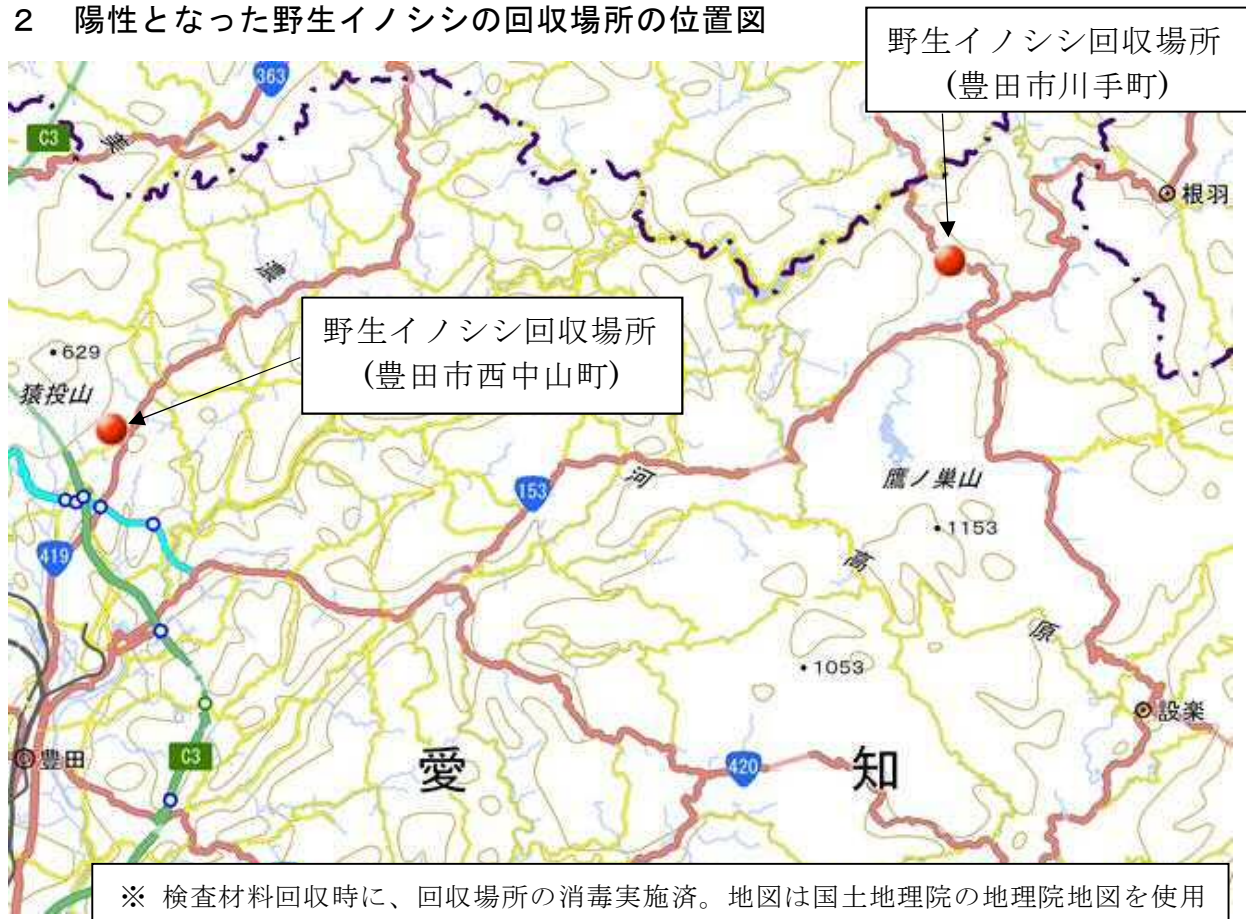 ２　陽性となった野生イノシシの回収場所の位置図
野生イノシシ回収場所
(豊田市川手町)
363
C3
美
根羽
濃
野生イノシシ回収場所
(豊田市西中山町)
629
猿投山
153
河
鷹ノ巣山
1153
419
高
原
1053
設楽
豊田
C3
愛
420
知
※ 検査材料回収時に、回収場所の消毒実施済。地図は国土地理院の地理院地図を使用